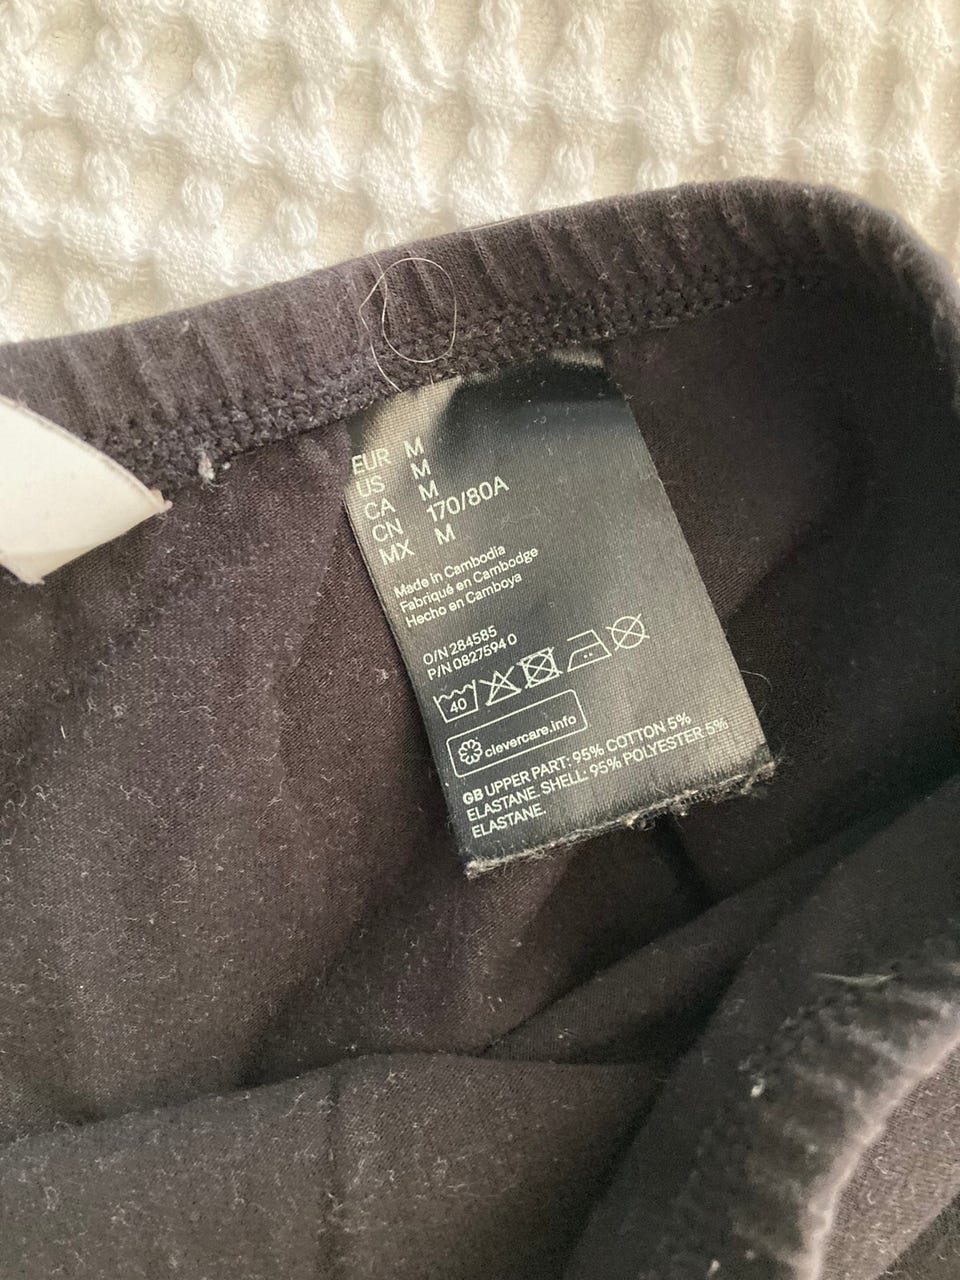 EUR M
US M
CA M
CN 170/80A
MX M
Made in Cambodia
Fabriqué en Cambodge
Hecho en Camboya
O/N 284585
P/N 0827594 0
40
clevercare.info
GB UPPER PART: 95% COTTON 5%
ELASTANE. SHELL: 95% POLYESTER 5%
ELASTANE.